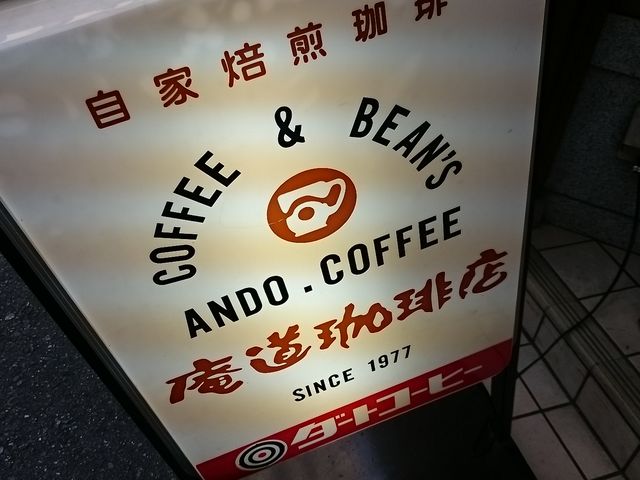 自家焙煎珈琲
COFFEE & BEAN'S
ANDO.COFFEE
庵道珈琲店
SINCE 1977
ダートコーヒー